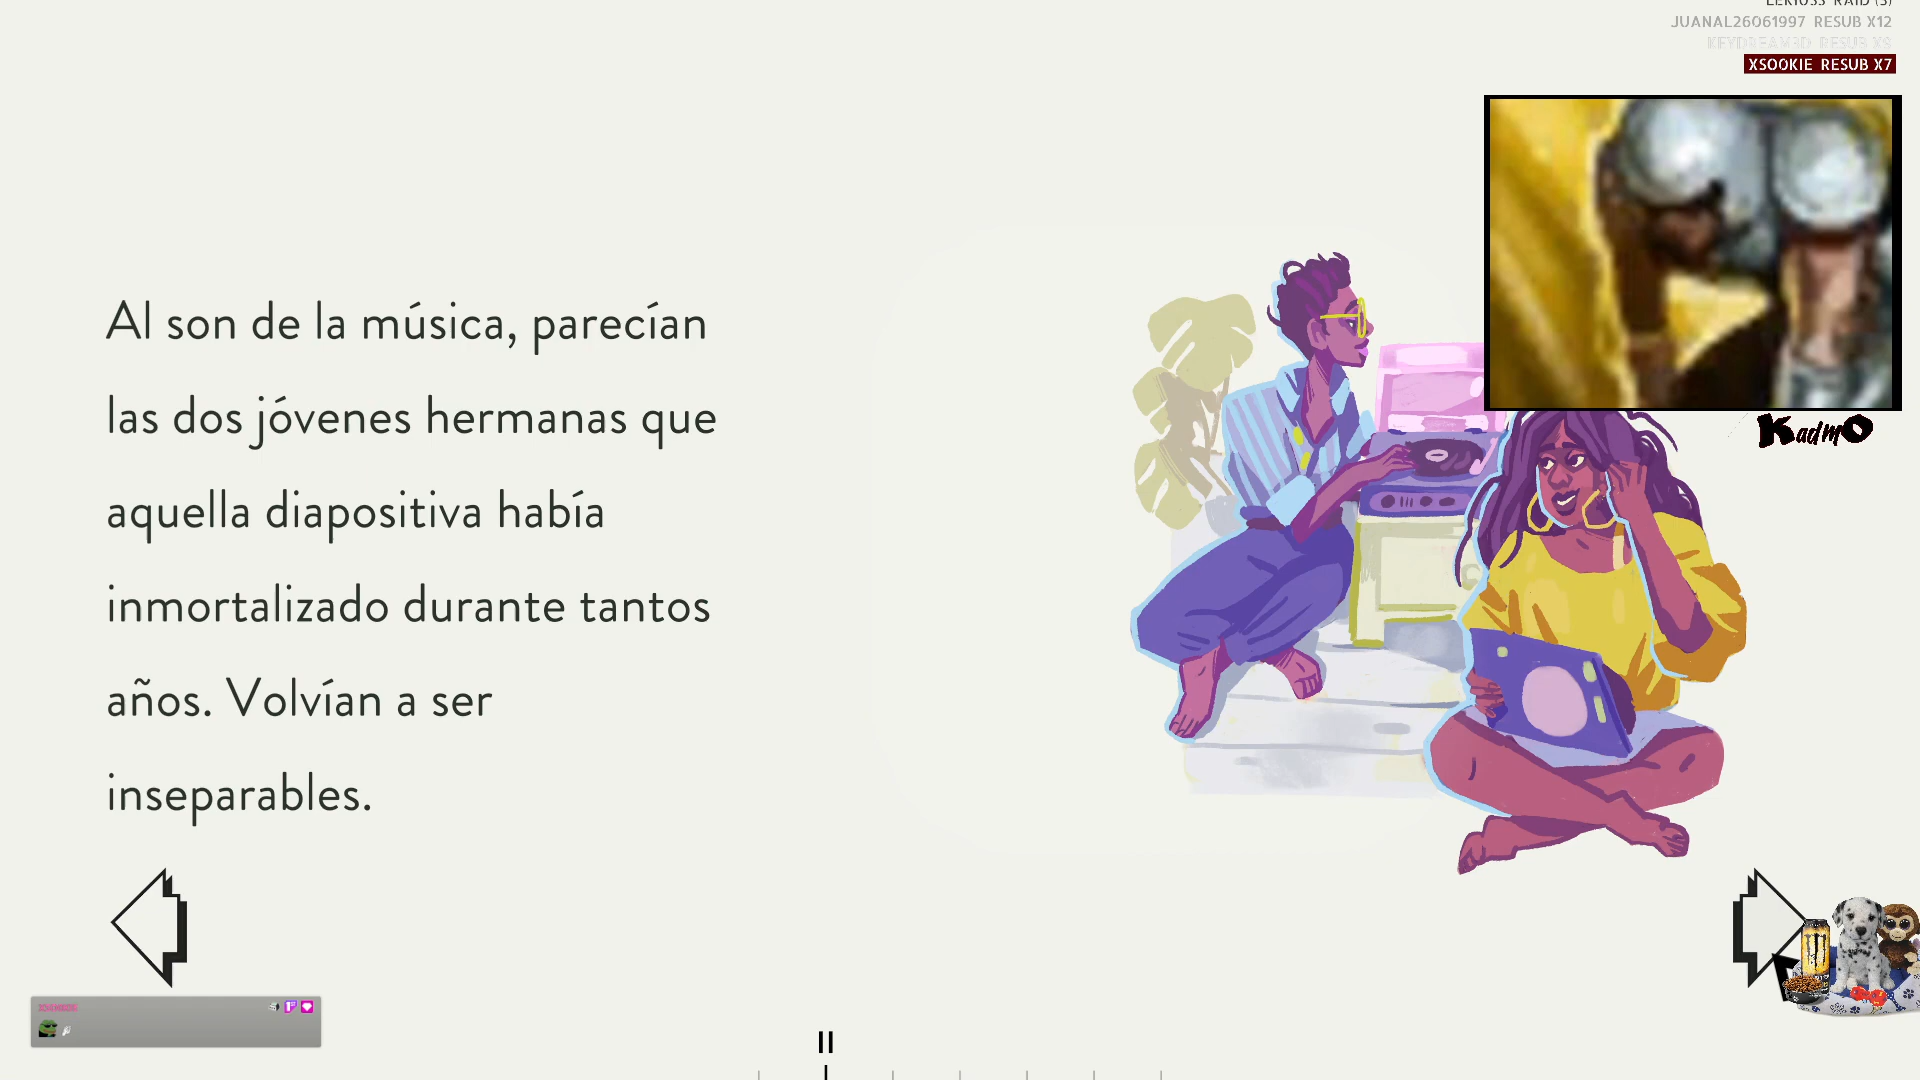 JUANAL26061997 RESUB X12
XSOOKIE RESUB X7
KadmO
Al son de la música, parecían
las dos jóvenes hermanas que
aquella diapositiva había
inmortalizado durante tantos
años. Volvían a ser
inseparables.
II